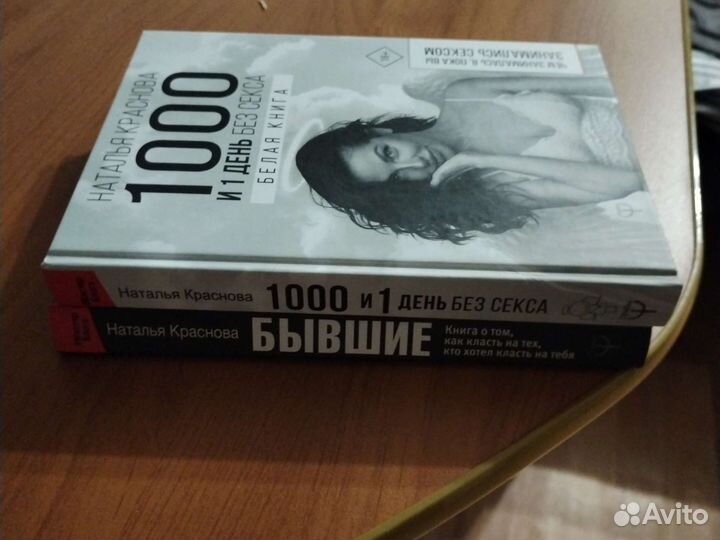 НАТАЛЬЯ КРАСНОВА
1000
И 1 ДЕНЬ БЕЗ СЕКСА
БЕЛАЯ КНИГА
18+
ЧЕМ ЗАНИМАЛАСЬ Я, ПОКА ВЫ
ЗАНИМАЛИСЬ СЕКСОМ
Наталья Краснова 1000 И 1 ДЕНЬ БЕЗ СЕКСА
Наталья Краснова БЫВШИЕ
Книга о том,
как класть на тех,
кто хотел класть на тебя
Avito